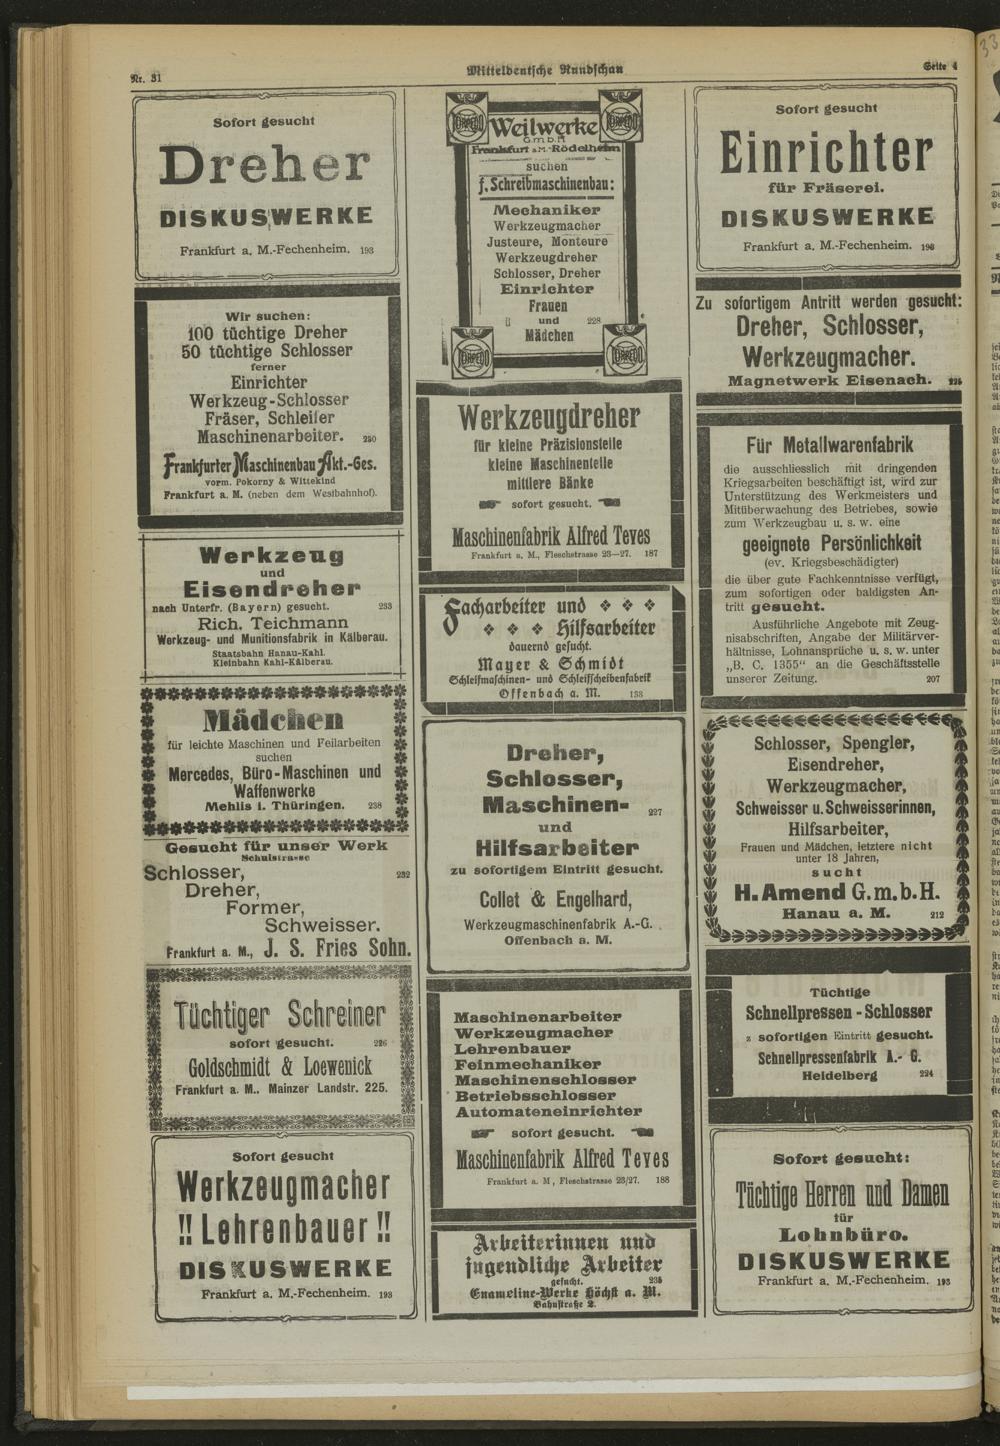 Nr. 31
Mitteldeutsche Rundschau
Seite 4
Sofort gesucht
Dreher
DISKUSWERKE
Frankfurt a. M.-Fechenheim. 193
Wir suchen:
100 tüchtige Dreher
50 tüchtige Schlosser
ferner
Einrichter
Werkzeug-Schlosser
Fräser, Schleifer
Maschinenarbeiter. 230
Frankfurter Maschinenbau Akt.-Ges.
vorm. Pokorny & Wittekind
Frankfurt a. M. (neben dem Westbahnhof).
Werkzeug
und
Eisendreher
nach Unterfr. (Bayern) gesucht. 233
Rich. Teichmann
Werkzeug- und Munitionsfabrik in Kälberau.
Staatsbahn Hanau-Kahl.
Kleinbahn Kahl-Kälberau.
Mädchen
für leichte Maschinen und Feilarbeiten
suchen
Mercedes, Büro-Maschinen und
Waffenwerke
Mehlis i. Thüringen. 238
Gesucht für unser Werk
Schulstrasse
Schlosser, 232
Dreher,
Former,
Schweisser.
Frankfurt a. M., J. S. Fries Sohn.
Tüchtiger Schreiner
sofort gesucht. 226
Goldschmidt & Loewenick
Frankfurt a. M.. Mainzer Landstr. 225.
Sofort gesucht
Werkzeugmacher
!! Lehrenbauer !!
DISKUSWERKE
Frankfurt a. M.-Fechenheim. 193
TORPEDO
TORPEDO
Weilwerke
G.m.b.H
Frankfurt a.M.-Rödelheim
suchen
f. Schreibmaschinenbau:
Mechaniker
Werkzeugmacher
Justeure, Monteure
Werkzeugdreher
Schlosser, Dreher
Einrichter
Frauen
und 228
Mädchen
TORPEDO
TORPEDO
Werkzeugdreher
für kleine Präzisionsteile
kleine Maschinenteile
mittlere Bänke
sofort gesucht.
Maschinenfabrik Alfred Teves
Frankfurt a. M., Fleschstrasse 23—27. 187
Facharbeiter und
Hilfsarbeiter
dauernd gesucht.
Mayer & Schmidt
Schleifmaschinen- und Schleifscheibenfabrik
Offenbach a. M. 138
Dreher,
Schlosser,
Maschinen- 227
und
Hilfsarbeiter
zu sofortigem Eintritt gesucht.
Collet & Engelhard,
Werkzeugmaschinenfabrik A.-G.
Offenbach a. M.
Maschinenarbeiter
Werkzeugmacher
Lehrenbauer
Feinmechaniker
Maschinenschlosser
Betriebsschlosser
Automateneinrichter
sofort gesucht.
Maschinenfabrik Alfred Teves
Frankfurt a. M, Fleschstrasse 23/27. 188
Arbeiterinnen und
jugendliche Arbeiter
gesucht. 235
Enameline-Werke Höchst a. M.
Bahnstraße 2.
Sofort gesucht
Einrichter
für Fräserei.
DISKUSWERKE
Frankfurt a. M.-Fechenheim. 193
Zu sofortigem Antritt werden gesucht:
Dreher, Schlosser,
Werkzeugmacher.
Magnetwerk Eisenach.
Für Metallwarenfabrik
die ausschliesslich mit dringenden
Kriegsarbeiten beschäftigt ist, wird zur
Unterstützung des Werkmeisters und
Mitüberwachung des Betriebes, sowie
zum Werkzeugbau u. s. w. eine
geeignete Persönlichkeit
(ev. Kriegsbeschädigter)
die über gute Fachkenntnisse verfügt,
zum sofortigen oder baldigsten An-
tritt gesucht.
Ausführliche Angebote mit Zeug-
nisabschriften, Angabe der Militärver-
hältnisse, Lohnansprüche u. s. w. unter
„B. C. 1355“ an die Geschäftsstelle
unserer Zeitung. 207
Schlosser, Spengler,
Eisendreher,
Werkzeugmacher,
Schweisser u. Schweisserinnen,
Hilfsarbeiter,
Frauen und Mädchen, letztere nicht
unter 18 Jahren,
sucht
H. Amend G. m. b. H.
Hanau a. M. 212
Tüchtige
Schnellpressen-Schlosser
z sofortigen Eintritt gesucht.
Schnellpressenfabrik A.- G.
Heidelberg 224
Sofort gesucht:
Tüchtige Herren und Damen
für
Lohnbüro.
DISKUSWERKE
Frankfurt a. M.-Fechenheim. 193